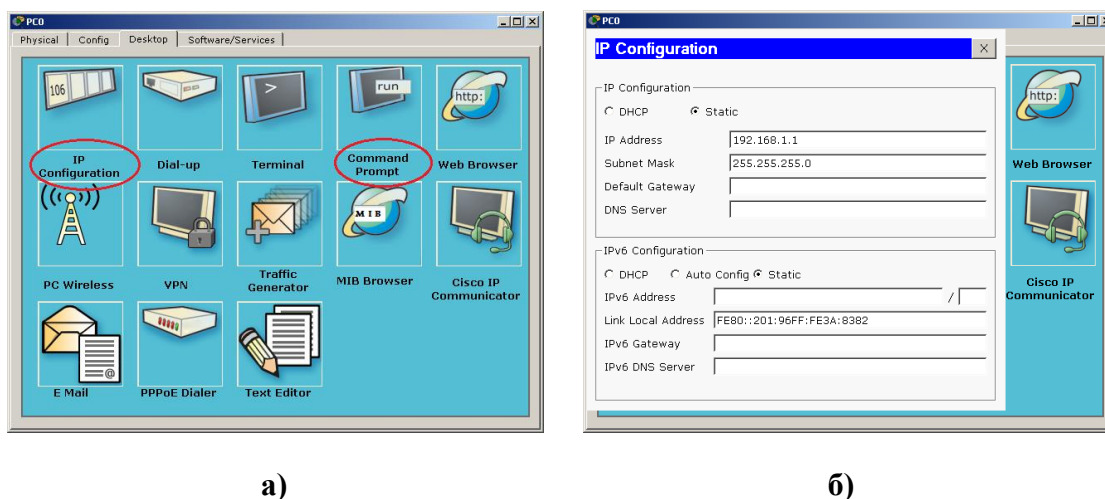 PC0
Physical Config Desktop Software/Services
106
>
run
http:
IP
Configuration
Dial-up
Terminal
Command
Prompt
Web Browser
MIB
PC Wireless
VPN
Traffic
Generator
MIB Browser
Cisco IP
Communicator
E Mail
PPPoE Dialer
Text Editor
а)
PC0
IP Configuration
X
IP Configuration
DHCP Static
IP Address 192.168.1.1
Subnet Mask 255.255.255.0
Default Gateway
DNS Server
IPv6 Configuration
DHCP Auto Config Static
IPv6 Address /
Link Local Address FE80::201:96FF:FE3A:8382
IPv6 Gateway
IPv6 DNS Server
http:
Web Browser
Cisco IP
Communicator
б)